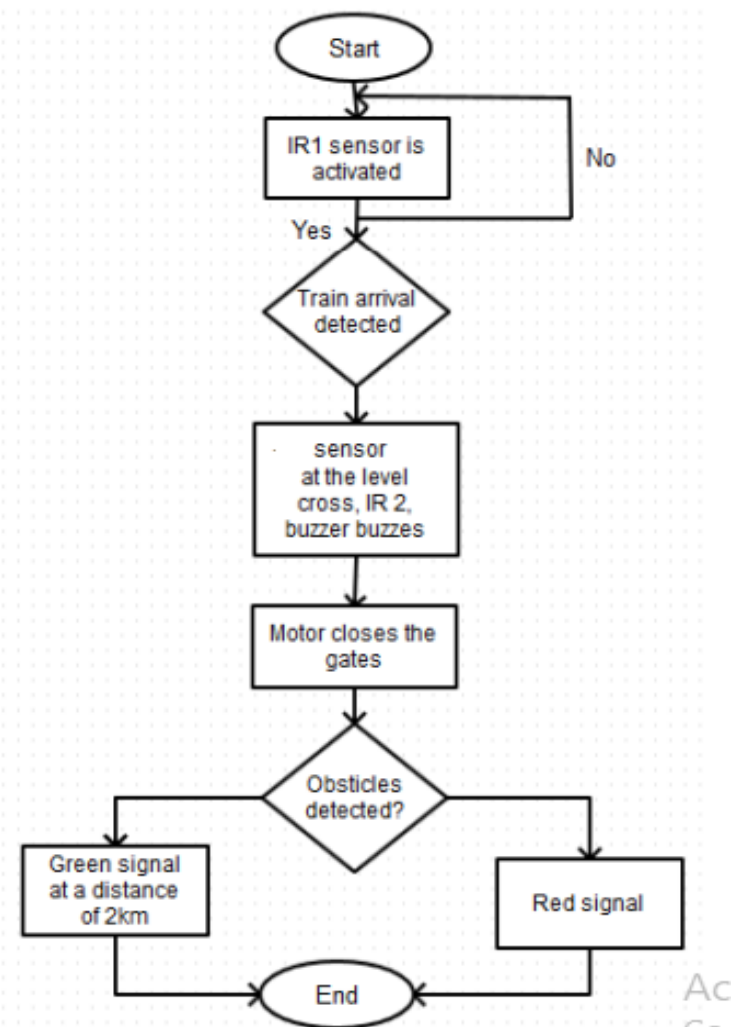 Start
IR1 sensor is
activated
No
Yes
Train arrival
detected
sensor
at the level
cross, IR 2,
buzzer buzzes
Motor closes the
gates
Obsticles
detected?
Green signal
at a distance
of 2km
Red signal
End
Ac